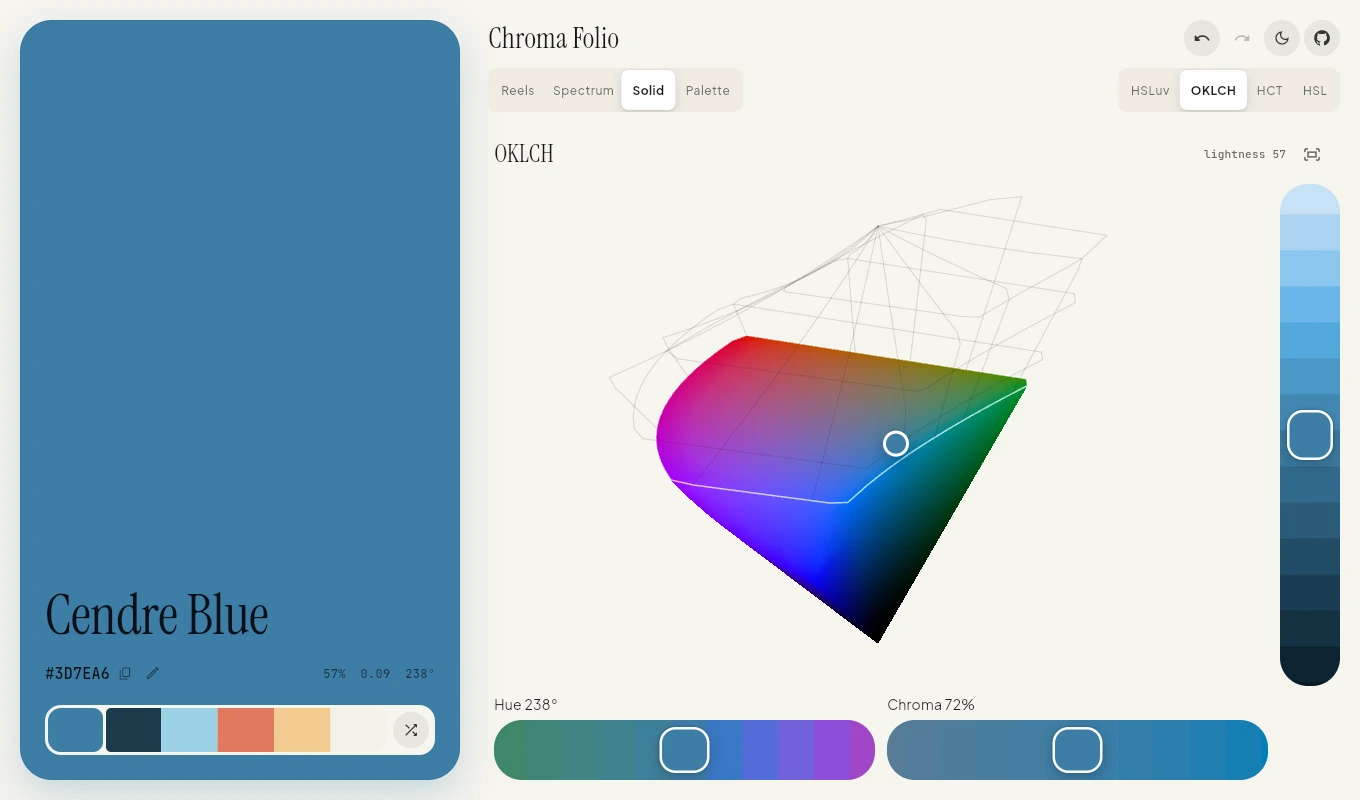 Chroma Folio
Reels Spectrum Solid Palette
HSLuv OKLCH HCT HSL
OKLCH
lightness 57
Cendre Blue
#3D7EA6
57% 0.09 238°
Hue 238°
Chroma 72%